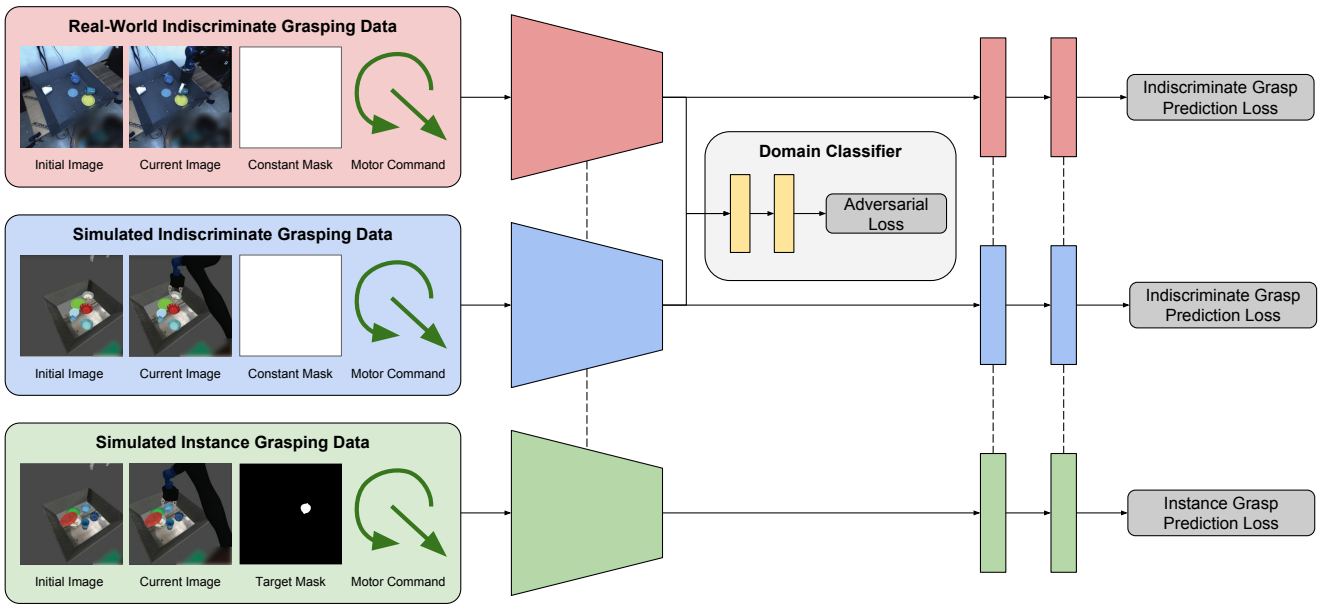 Real-World Indiscriminate Grasping Data
Initial Image
Current Image
Constant Mask
Motor Command
Indiscriminate Grasp
Prediction Loss
Domain Classifier
Adversarial
Loss
Simulated Indiscriminate Grasping Data
Initial Image
Current Image
Constant Mask
Motor Command
Indiscriminate Grasp
Prediction Loss
Simulated Instance Grasping Data
Initial Image
Current Image
Target Mask
Motor Command
Instance Grasp
Prediction Loss